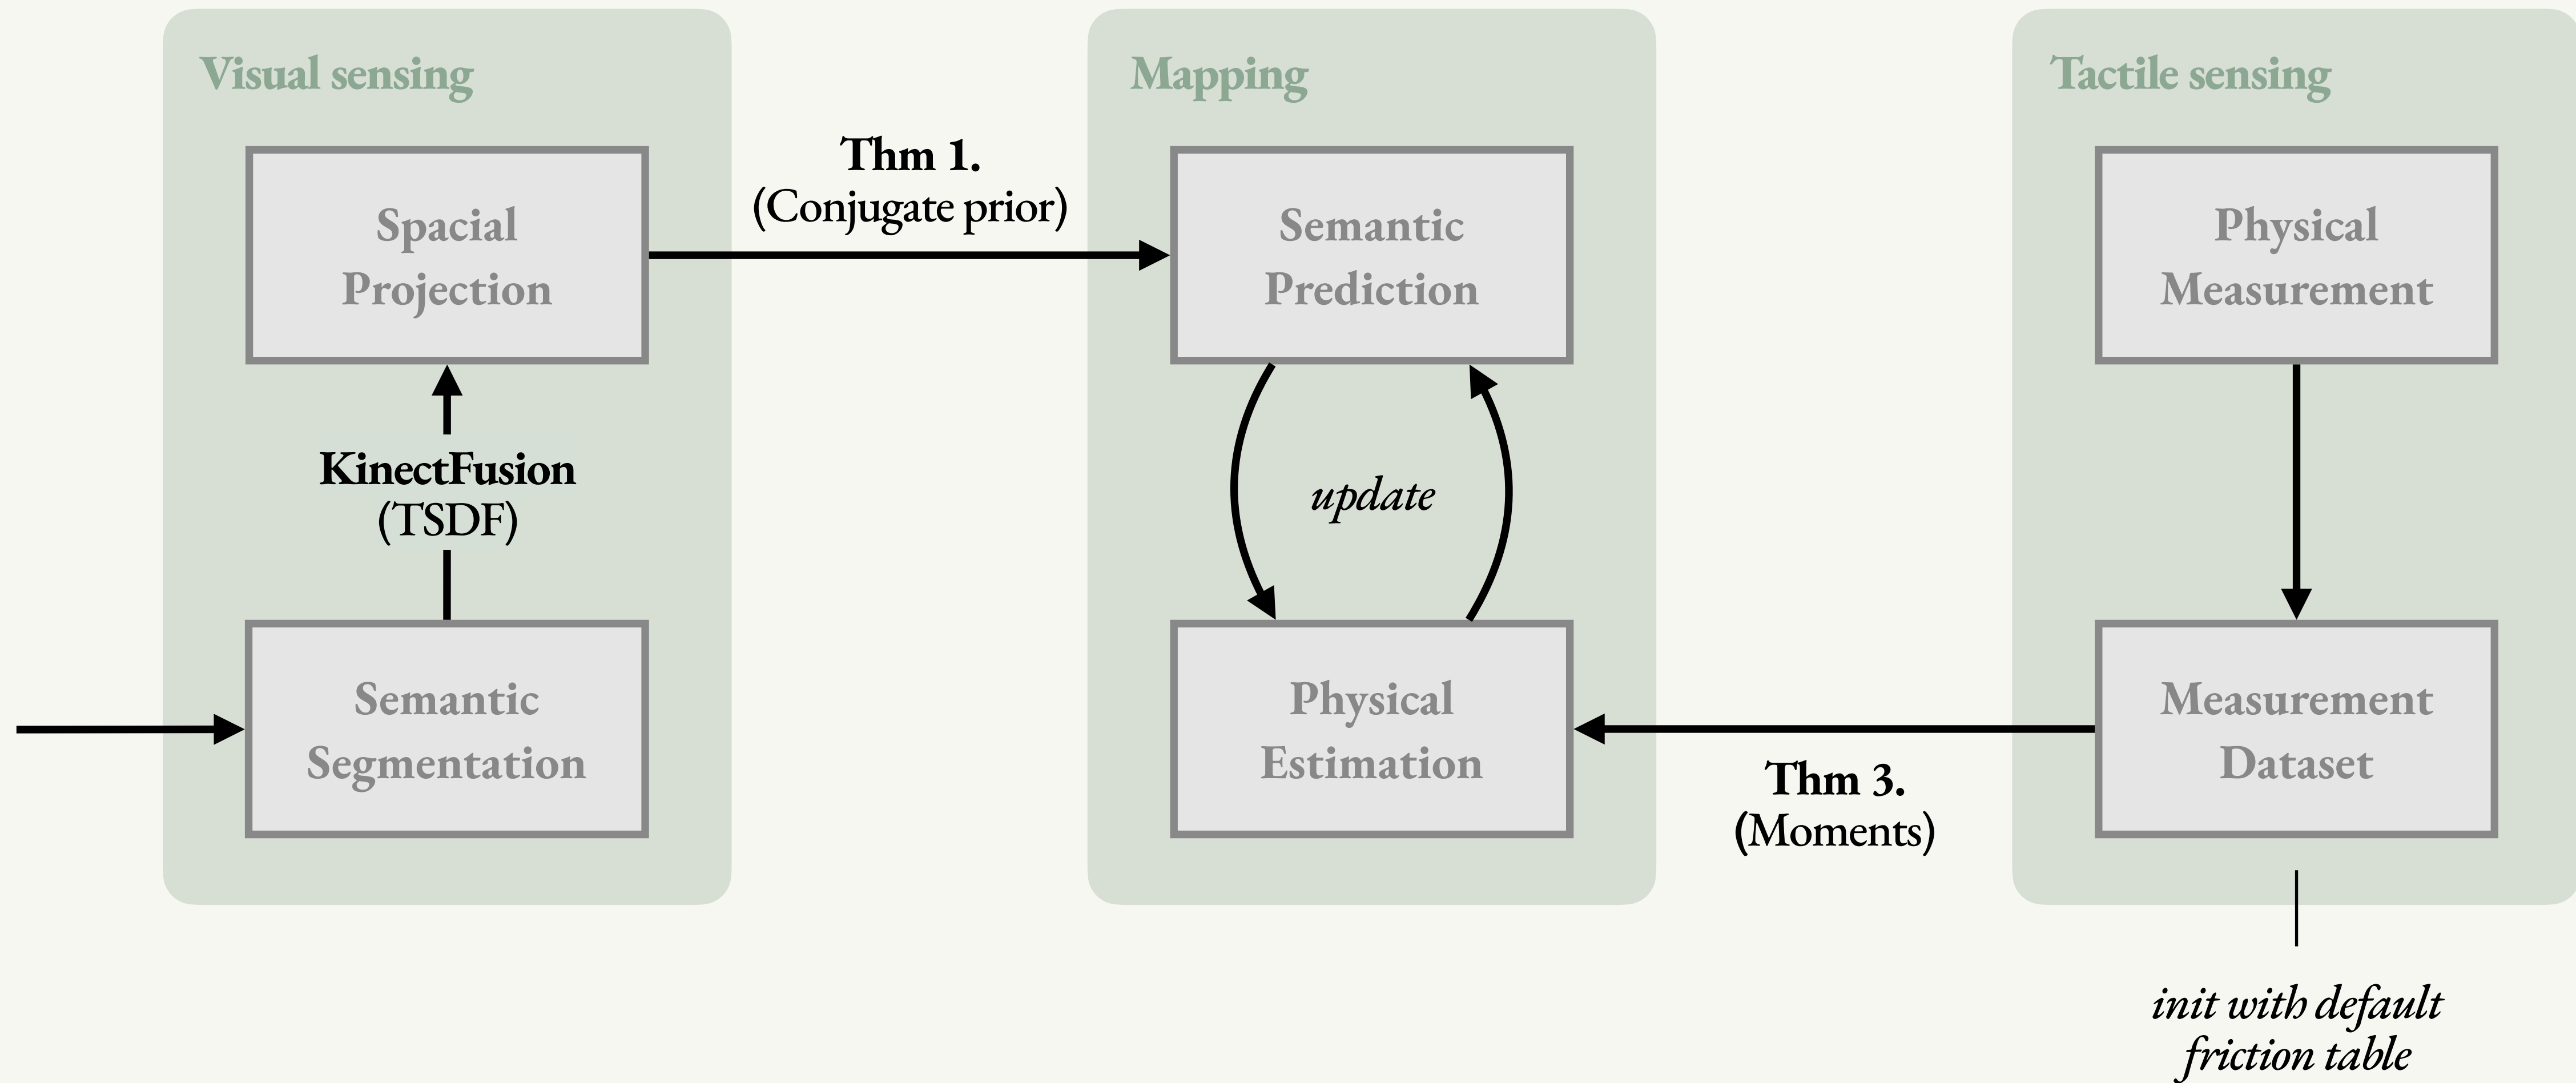 Visual sensing
Spacial
Projection
KinectFusion
(TSDF)
Semantic
Segmentation
Thm 1.
(Conjugate prior)
Mapping
Semantic
Prediction
update
Physical
Estimation
Thm 3.
(Moments)
Tactile sensing
Physical
Measurement
Measurement
Dataset
init with default
friction table